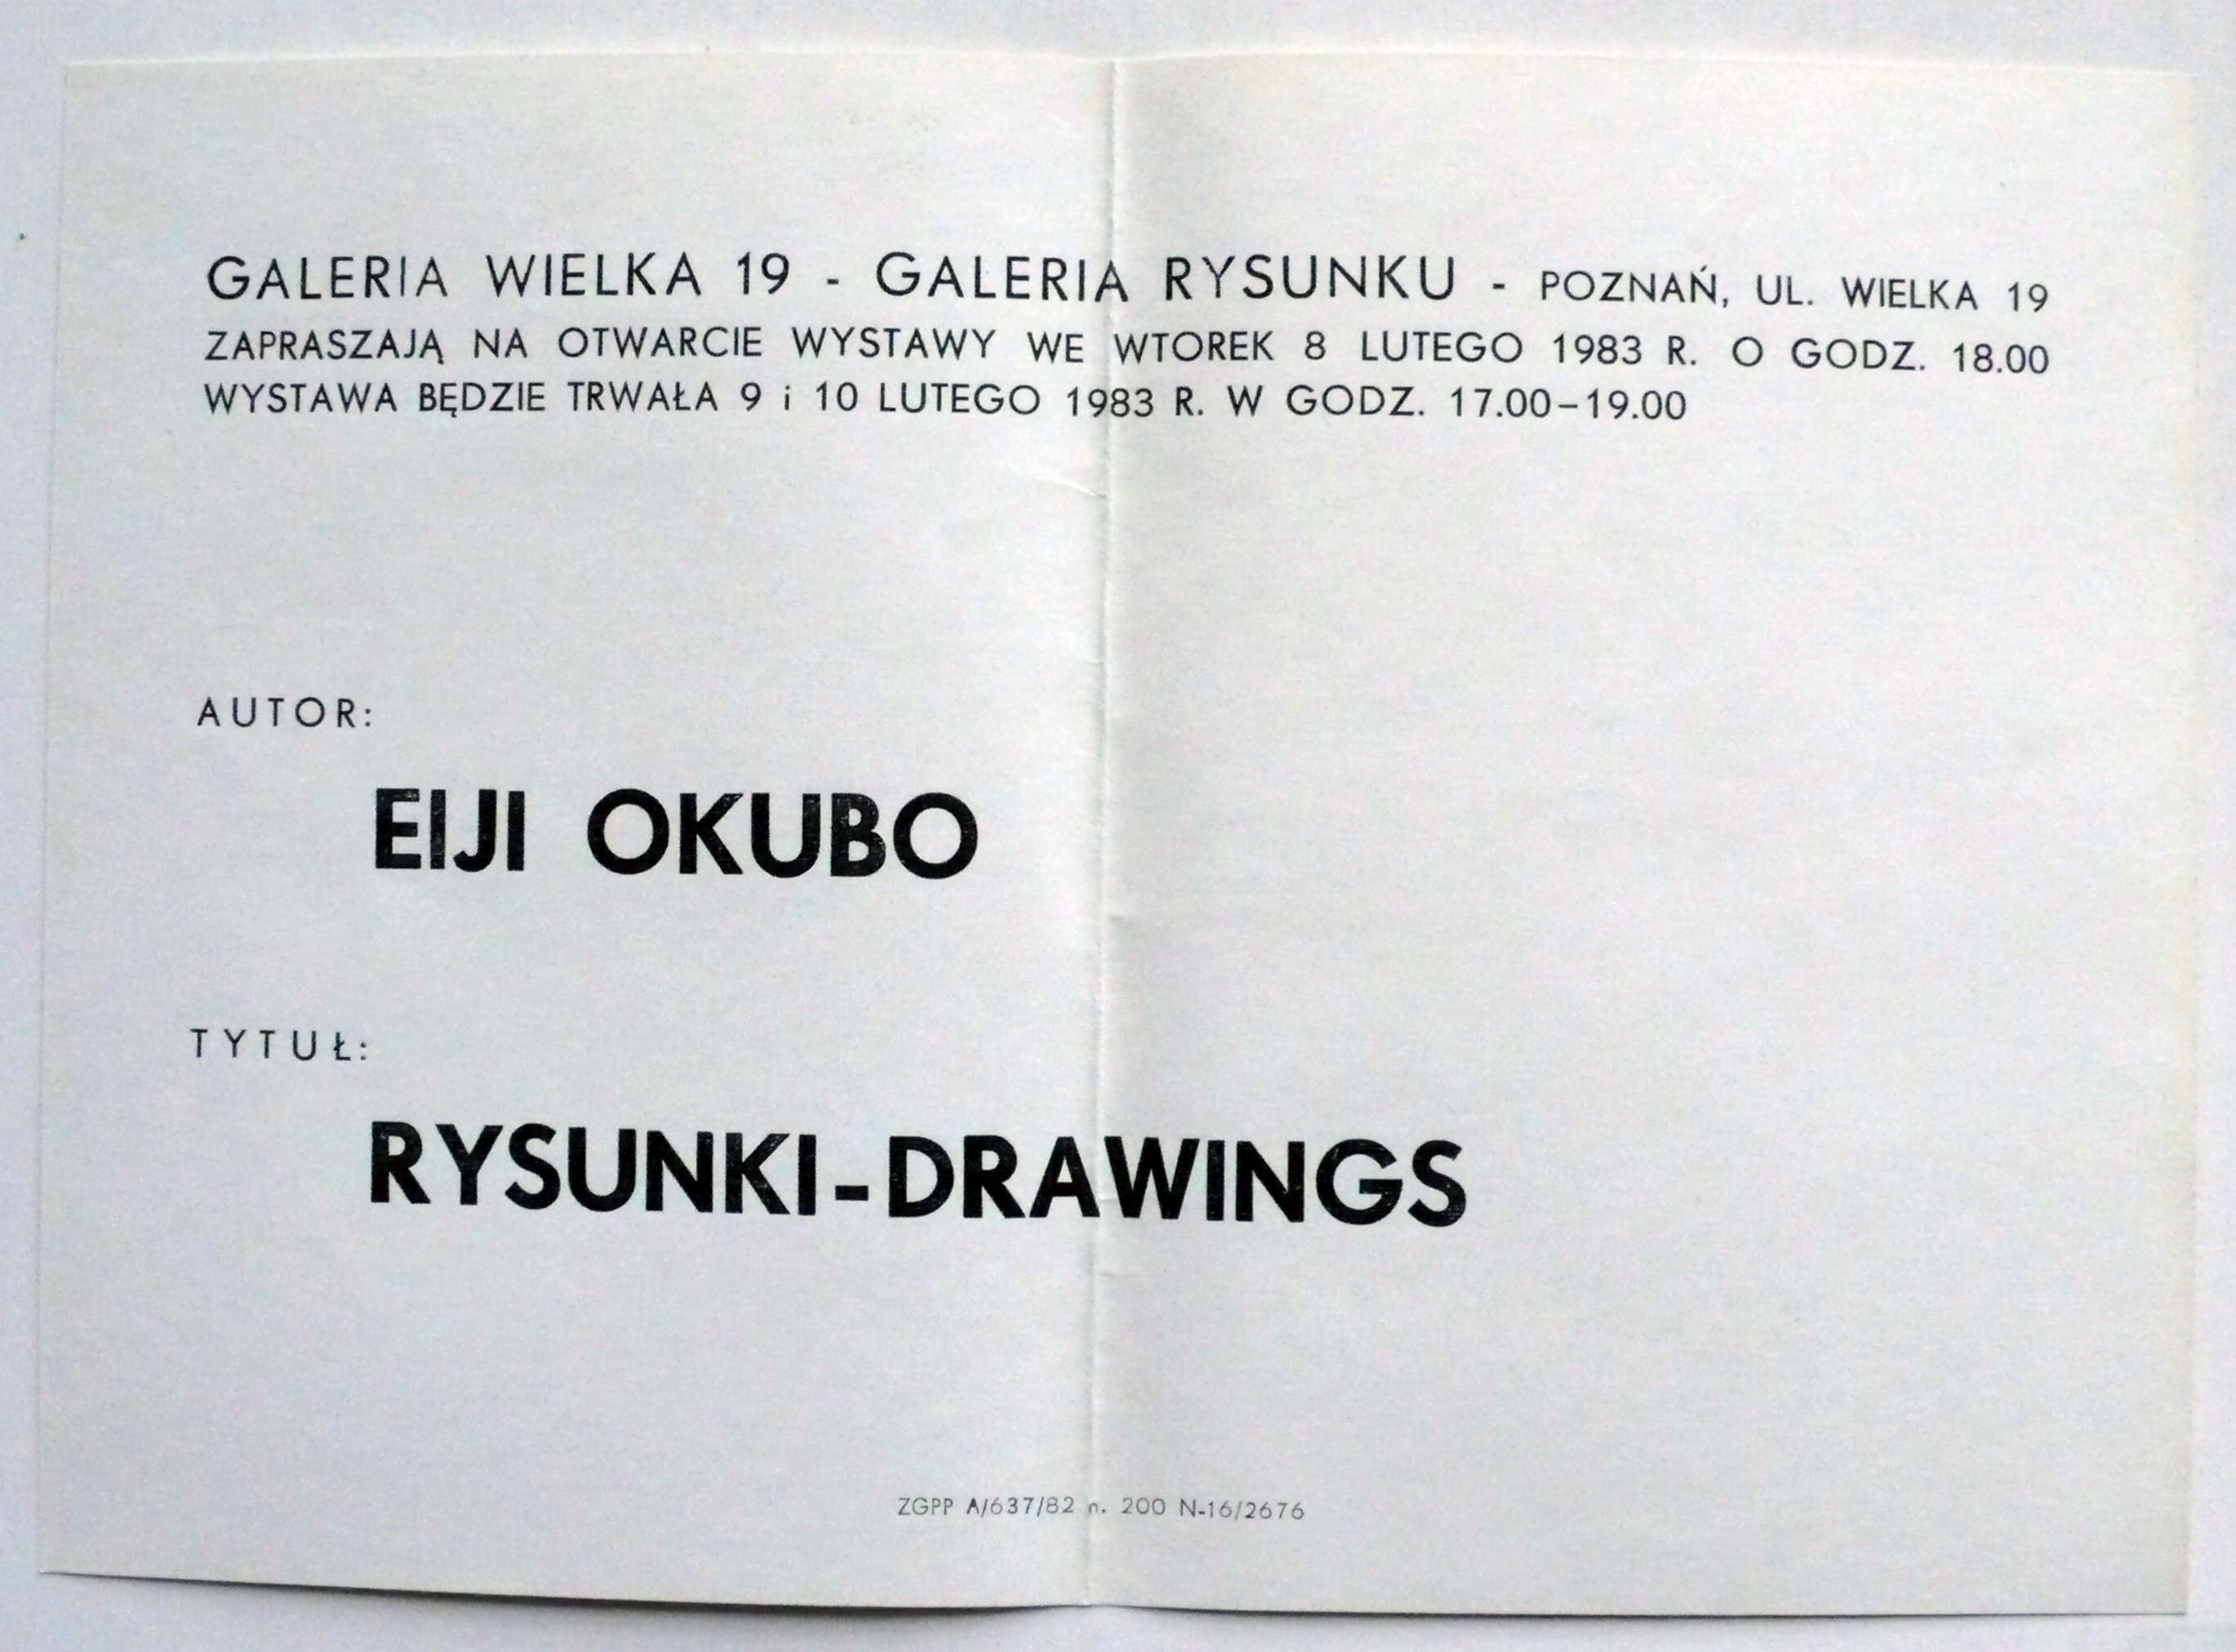 GALERIA WIELKA 19 - GALERIA RYSUNKU - POZNAŃ, UL. WIELKA 19
ZAPRASZAJĄ NA OTWARCIE WYSTAWY WE WTOREK 8 LUTEGO 1983 R. O GODZ. 18.00
WYSTAWA BĘDZIE TRWAŁA 9 i 10 LUTEGO 1983 R. W GODZ. 17.00–19.00
AUTOR:
EIJI OKUBO
TYTUŁ:
RYSUNKI-DRAWINGS
ZGPP A/637/82 n. 200 N-16/2676